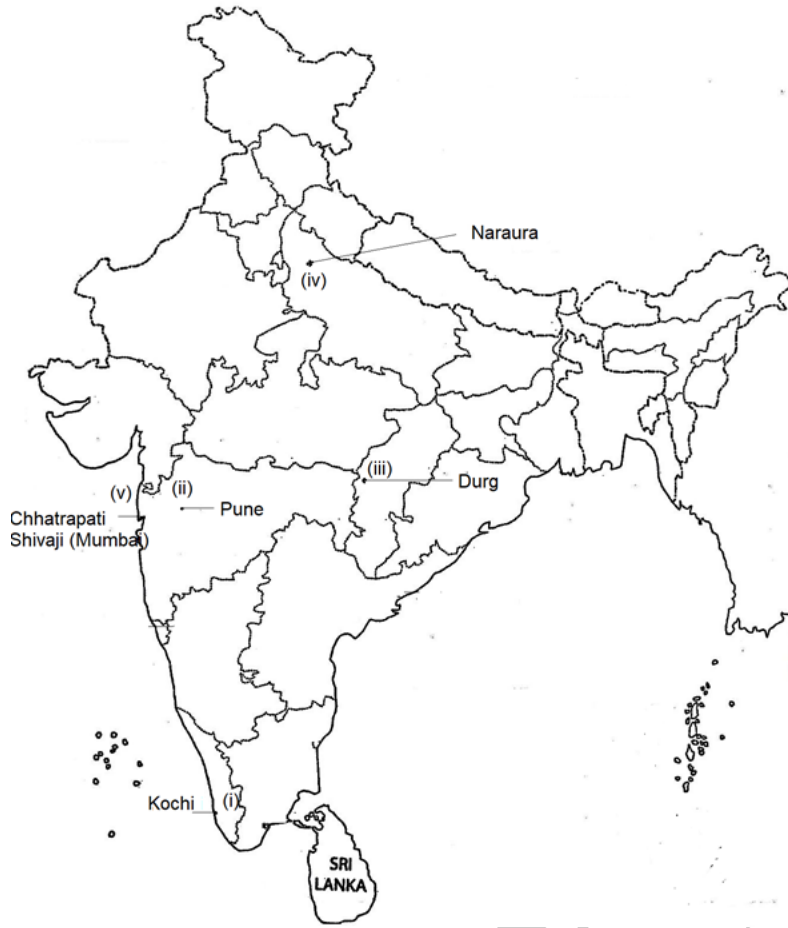 Naraura
(iv)
(iii)
Durg
(v)
(ii)
Pune
Chhatrapati
Shivaji (Mumbai)
Kochi
(i)
SRI
LANKA